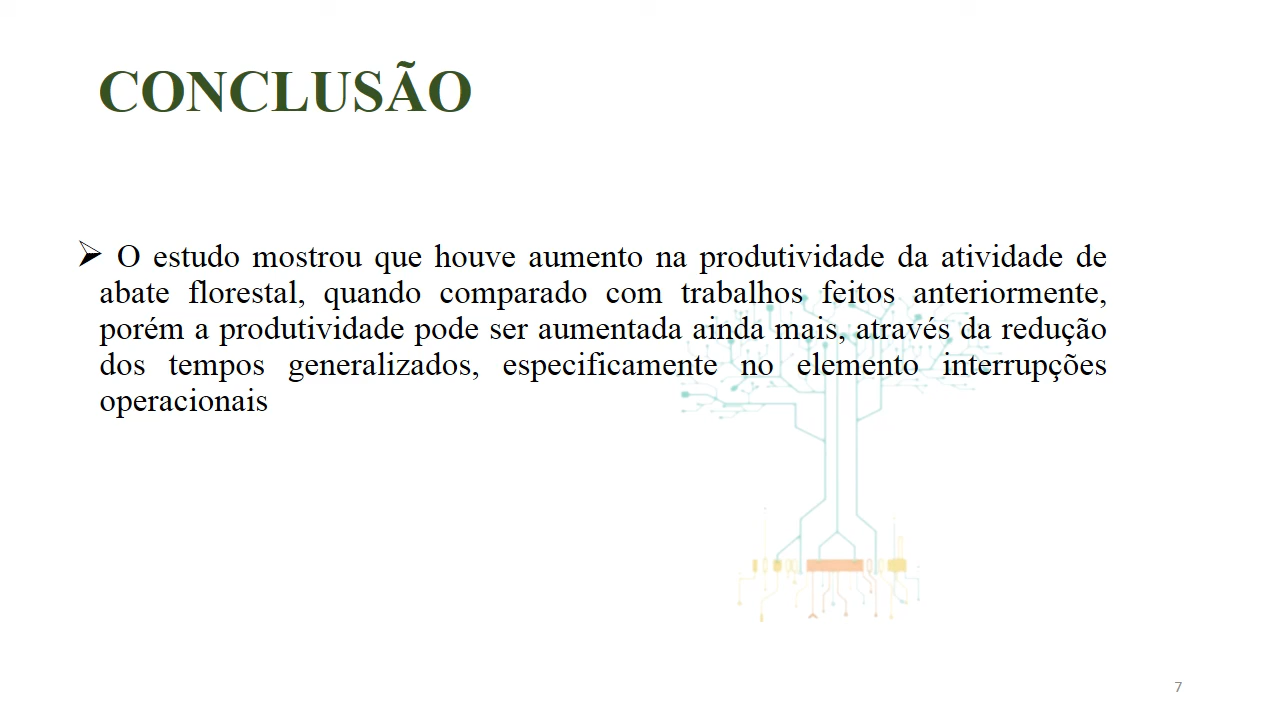 CONCLUSÃO
➢ O estudo mostrou que houve aumento na produtividade da atividade de
abate florestal, quando comparado com trabalhos feitos anteriormente,
porém a produtividade pode ser aumentada ainda mais, através da redução
dos tempos generalizados, especificamente no elemento interrupções
operacionais
7